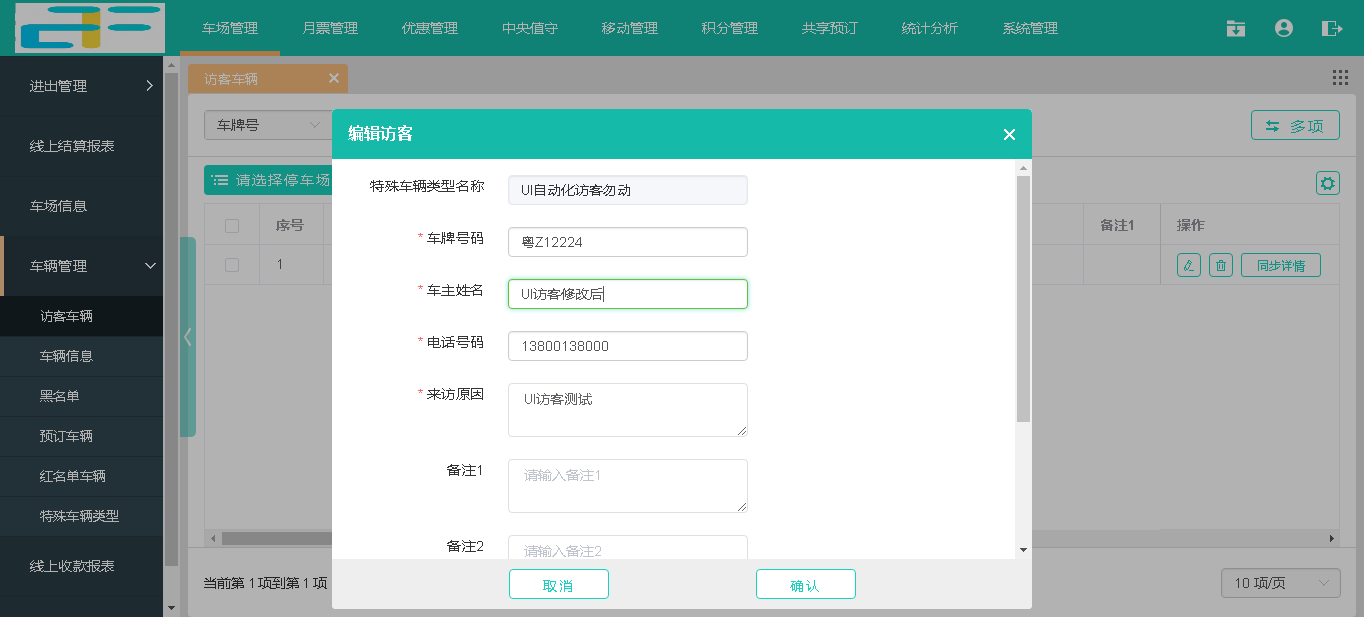 车场管理 月票管理 优惠管理 中央值守 移动管理 积分管理 共享预订 统计分析 系统管理
进出管理
线上结算报表
车场信息
车辆管理
访客车辆
车辆信息
黑名单
预订车辆
红名单车辆
特殊车辆类型
线上收款报表
访客车辆
车牌号
多项
请选择停车场
序号 备注1 操作
1 同步详情
当前第 1 项到第 1 项
10 项/页
编辑访客
特殊车辆类型名称 UI自动化访客勿动
* 车牌号码 粤Z12224
* 车主姓名 UI访客修改后
* 电话号码 13800138000
* 来访原因 UI访客测试
备注1 请输入备注1
备注2 请输入备注2
取消 确认